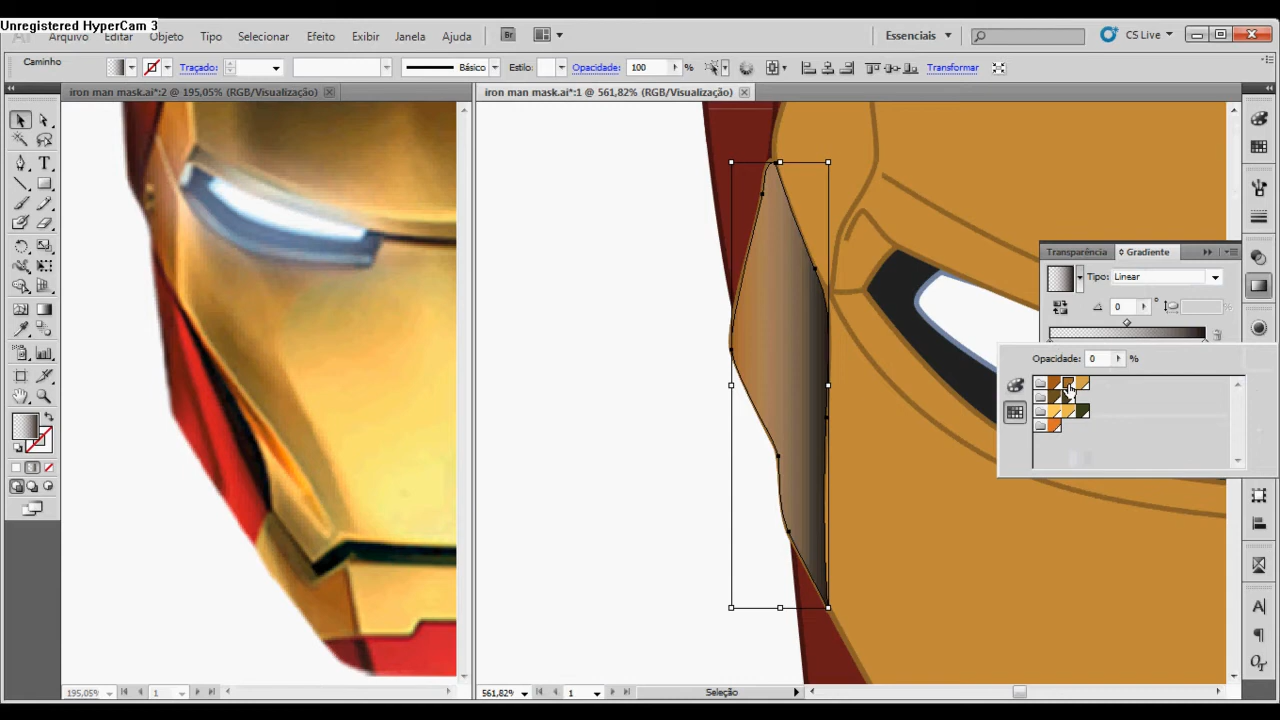 Unregistered HyperCam 3
Arquivo Editar Objeto Tipo Selecionar Efeito Exibir Janela Ajuda Br Essenciais CS Live
Caminho Traçado: Básico Estilo: Opacidade: 100 % Transformar
iron man mask.ai*:2 @ 195,05% (RGB/Visualização) iron man mask.ai*:1 @ 561,82% (RGB/Visualização)
Transparência Gradiente
Tipo: Linear
0 ° %
Opacidade: 0 %
195,05% 1 561,82% 1 Seleção